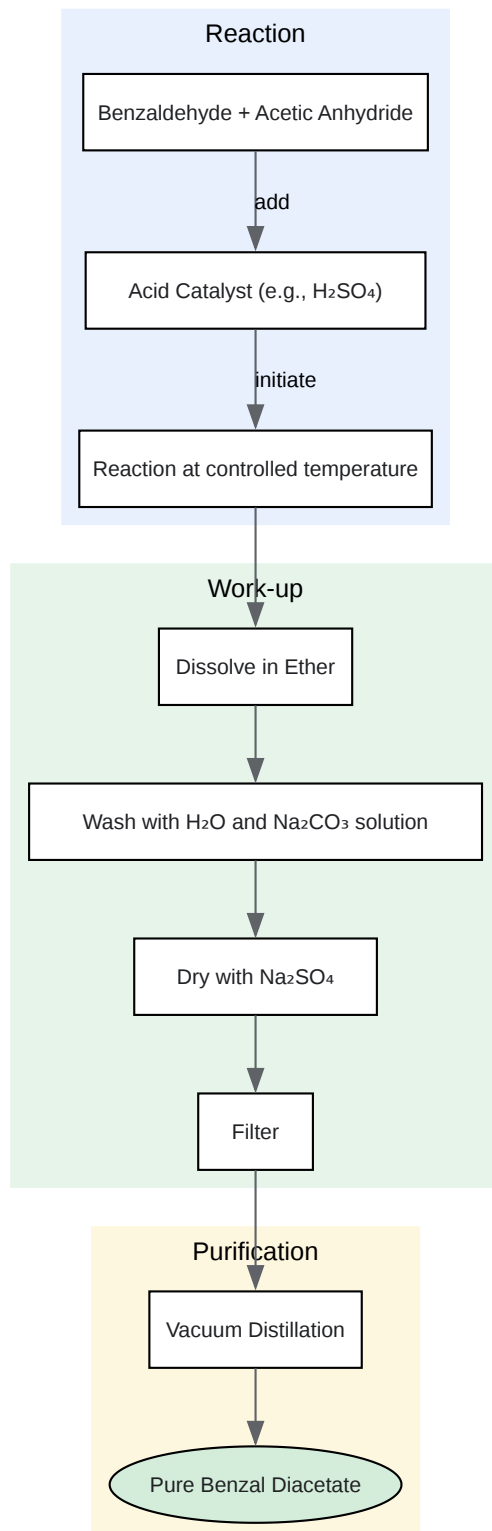 Reaction
Benzaldehyde + Acetic Anhydride
add
Acid Catalyst (e.g., H₂SO₄)
initiate
Reaction at controlled temperature
Work-up
Dissolve in Ether
Wash with H₂O and Na₂CO₃ solution
Dry with Na₂SO₄
Filter
Purification
Vacuum Distillation
Pure Benzal Diacetate